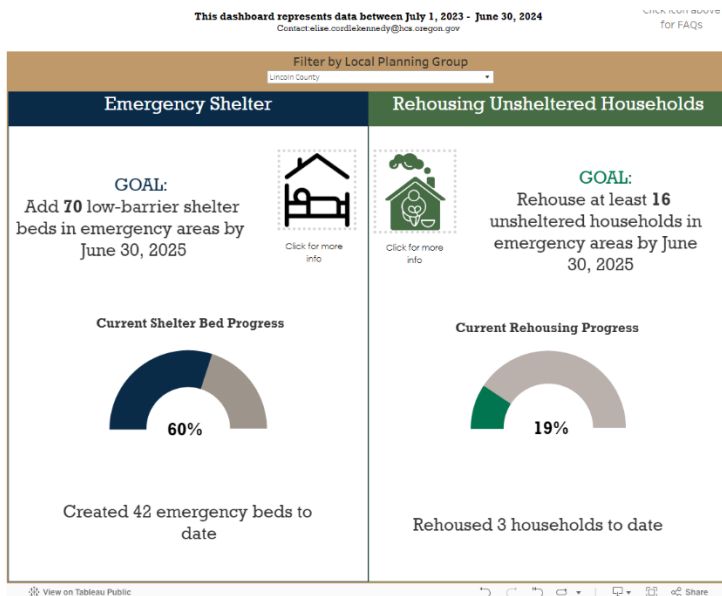 This dashboard represents data between July 1, 2023 - June 30, 2024
Contact:elise.cordlekennedy@hcs.oregon.gov
Click icon above
for FAQs
Filter by Local Planning Group
Lincoln County
Emergency Shelter
GOAL:
Add 70 low-barrier shelter
beds in emergency areas by
June 30, 2025
Click for more
info
Current Shelter Bed Progress
60%
Created 42 emergency beds to
date
Rehousing Unsheltered Households
Click for more
info
GOAL:
Rehouse at least 16
unsheltered households in
emergency areas by June
30, 2025
Current Rehousing Progress
19%
Rehoused 3 households to date
View on Tableau Public
Share